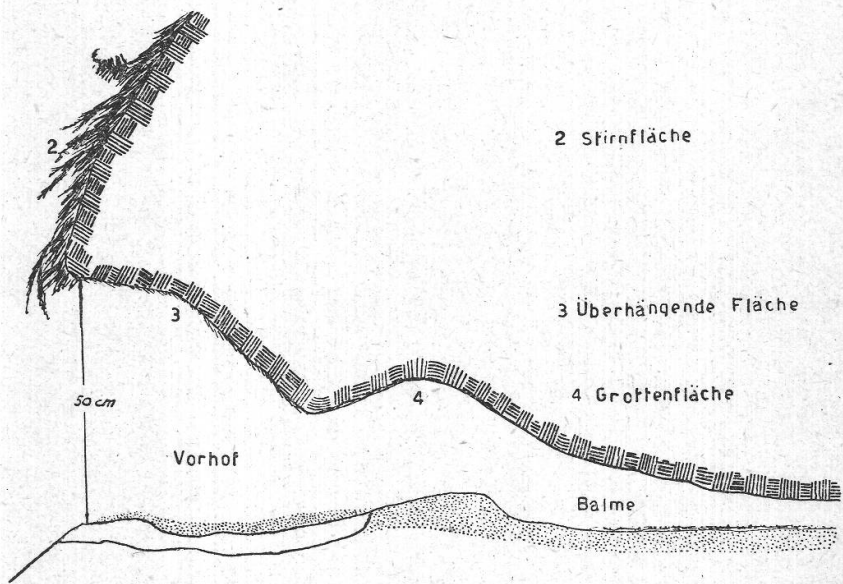 2
2 Stirnfläche
3
3 Überhängende Fläche
50 cm
4
4 Grottenfläche
Vorhof
Balme